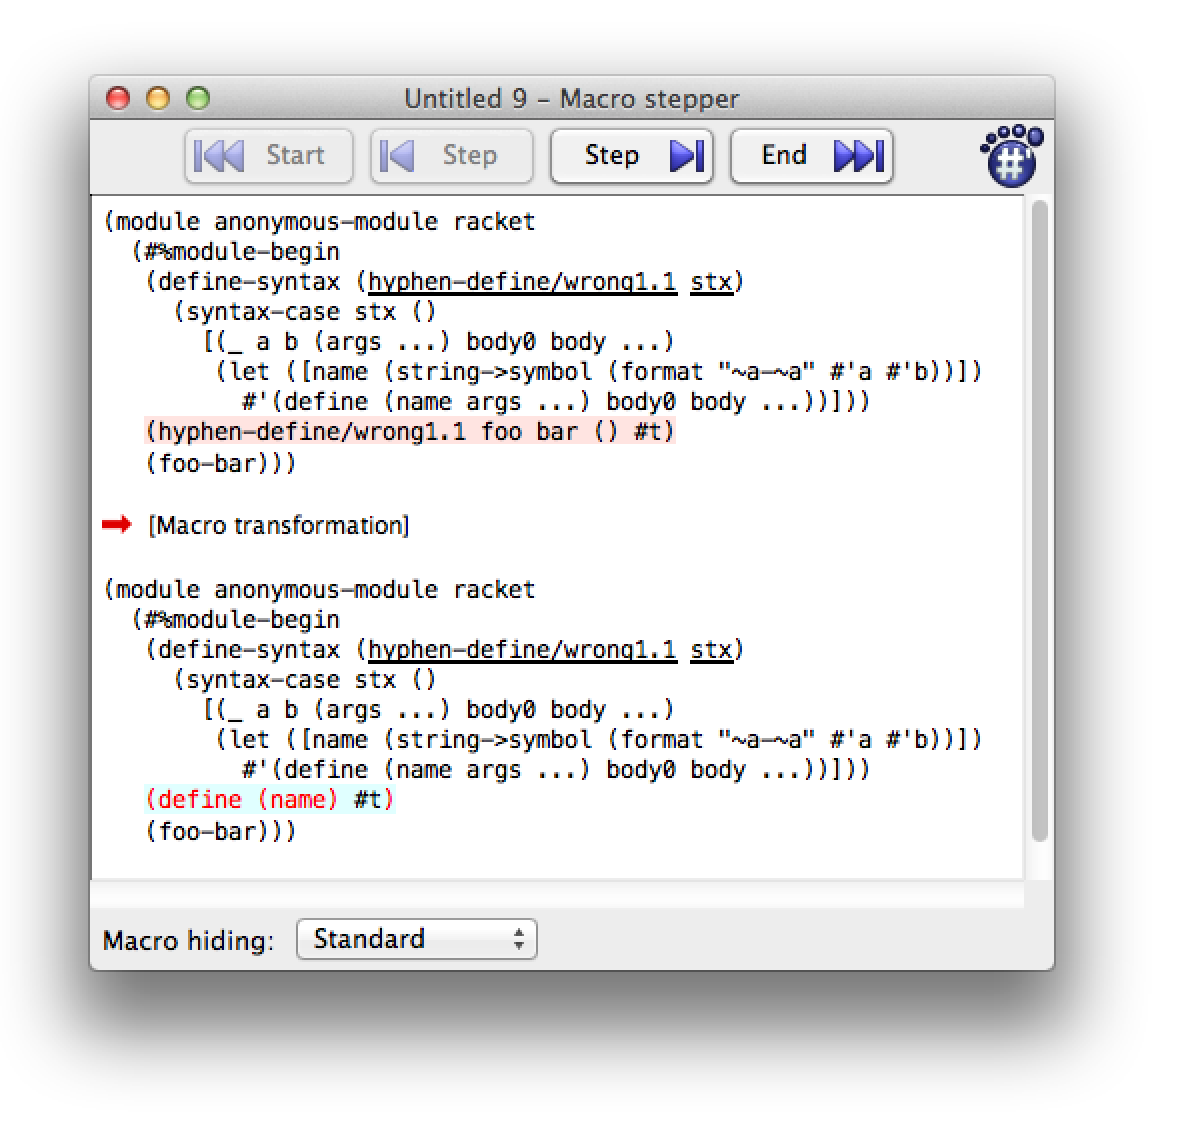 Untitled 9 – Macro stepper
Start Step Step End
#
(module anonymous-module racket
  (#%module-begin
   (define-syntax (hyphen-define/wrong1.1 stx)
     (syntax-case stx ()
       [(_ a b (args ...) body0 body ...)
        (let ([name (string->symbol (format "~a-~a" #'a #'b))])
          #'(define (name args ...) body0 body ...))]))
   (hyphen-define/wrong1.1 foo bar () #t)
   (foo-bar)))
[Macro transformation]
(module anonymous-module racket
  (#%module-begin
   (define-syntax (hyphen-define/wrong1.1 stx)
     (syntax-case stx ()
       [(_ a b (args ...) body0 body ...)
        (let ([name (string->symbol (format "~a-~a" #'a #'b))])
          #'(define (name args ...) body0 body ...))]))
   (define (name) #t)
   (foo-bar)))
Macro hiding: Standard